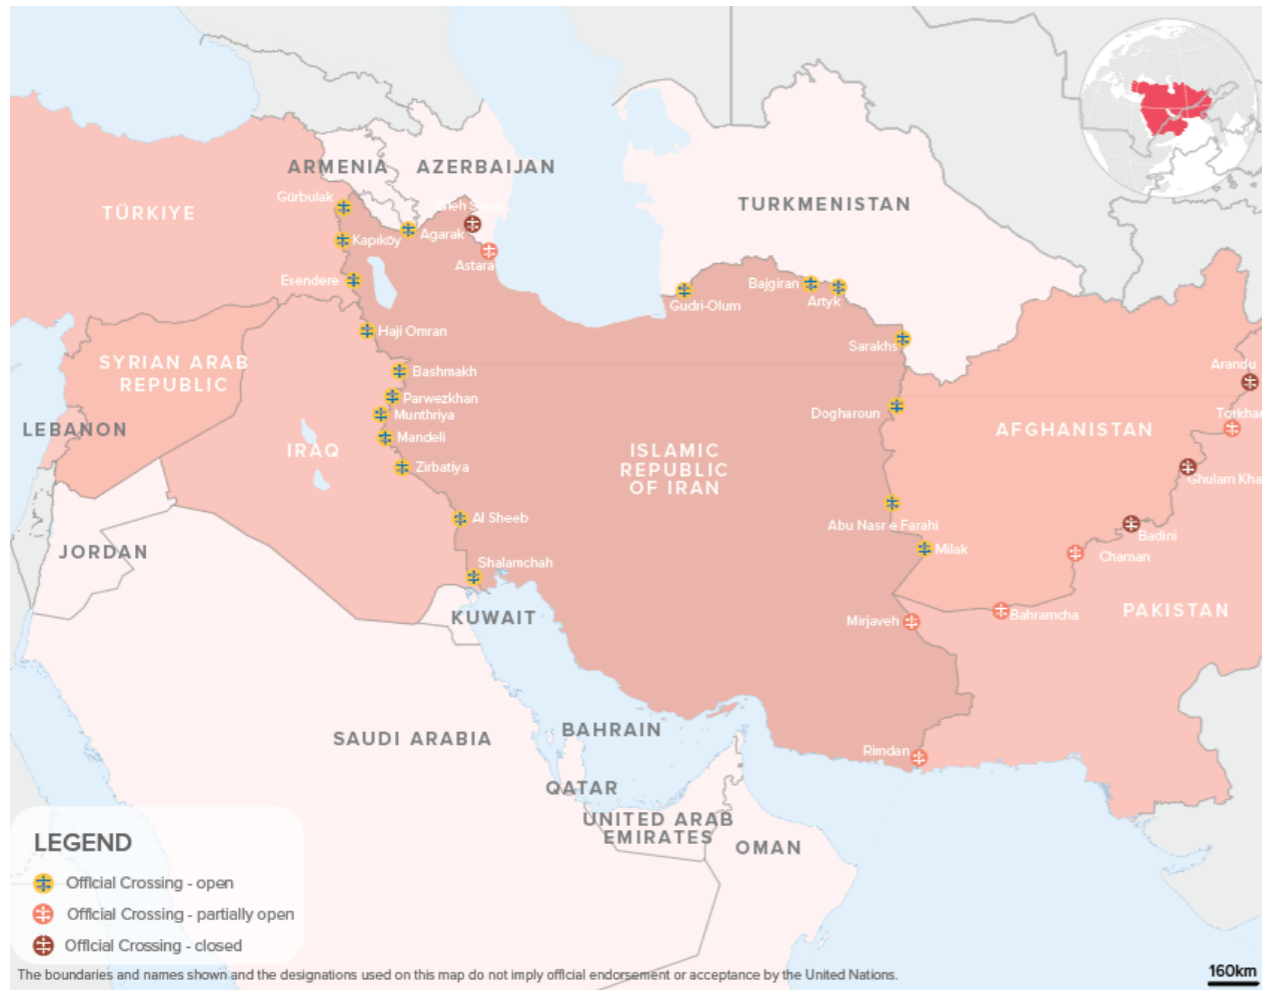 ARMENIA
AZERBAIJAN
Gürbulak
TÜRKIYE
TURKMENISTAN
Agarak
Kapıköy
Astara
Esendere
Bajgiran
Gudri-Olum
Artyk
Haji Omran
Sarakhs
SYRIAN ARAB
REPUBLIC
Bashmakh
Arandu
Parwezkhan
Munthriya
Dogharoun
Torkhar
LEBANON
Mandeli
AFGHANISTAN
IRAQ
ISLAMIC
REPUBLIC
OF IRAN
Zirbatiya
Ghulam Kha
Al Sheeb
Abu Nasr e Farahi
Badini
JORDAN
Milak
Chaman
Shalamchah
KUWAIT
Mirjaveh
Bahramcha
PAKISTAN
SAUDI ARABIA
BAHRAIN
Rimdan
QATAR
UNITED ARAB
EMIRATES
OMAN
LEGEND
Official Crossing - open
Official Crossing - partially open
Official Crossing - closed
The boundaries and names shown and the designations used on this map do not imply official endorsement or acceptance by the United Nations.
160km